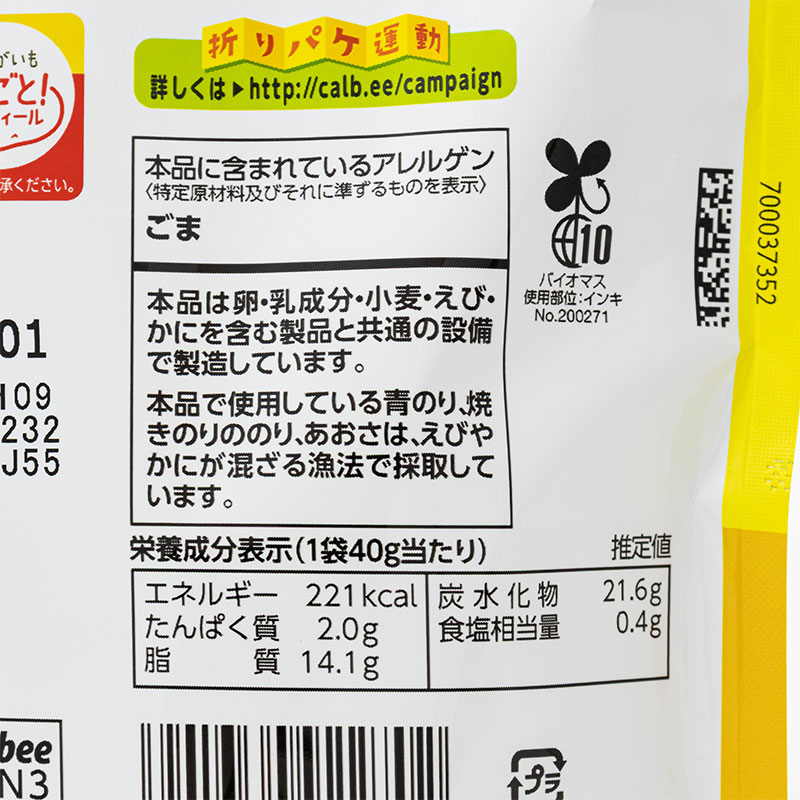 折りパケ運動
詳しくは▶http://calb.ee/campaign
がいも
ごと!
ィール
承ください。
本品に含まれているアレルゲン
〈特定原材料及びそれに準ずるものを表示〉
ごま
本品は卵・乳成分・小麦・えび・
かにを含む製品と共通の設備
で製造しています。
本品で使用している青のり、焼
きのりののり、あおさは、えびや
かにが混ざる漁法で採取して
います。
10
バイオマス
使用部位:インキ
No.200271
700037352
01
H09
232
J55
栄養成分表示(1袋40g当たり) 推定値
エネルギー 221kcal 炭水化物 21.6g
たんぱく質 2.0g 食塩相当量 0.4g
脂質 14.1g
bee
N3
プラ